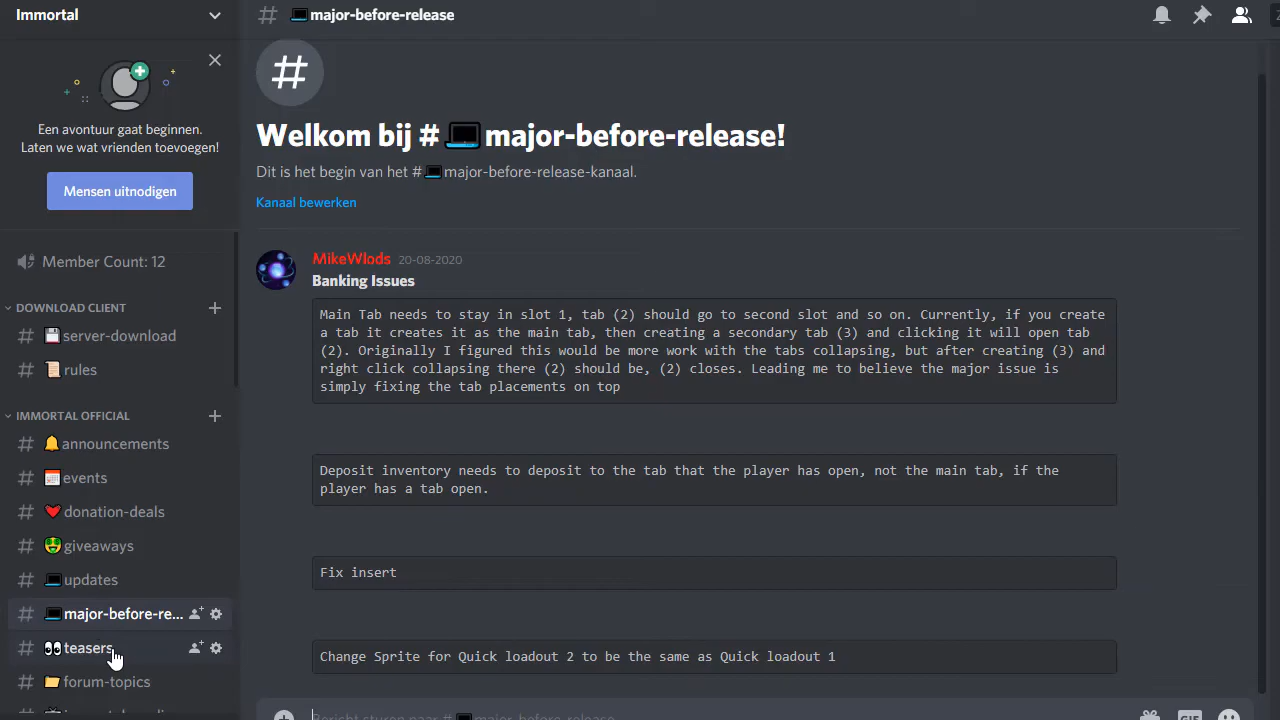 Immortal
major-before-release
Een avontuur gaat beginnen.
Laten we wat vrienden toevoegen!
Mensen uitnodigen
Member Count: 12
DOWNLOAD CLIENT
# server-download
# rules
IMMORTAL OFFICIAL
# announcements
# events
# donation-deals
# giveaways
# updates
# major-before-re...
# teasers
# forum-topics
Welkom bij # major-before-release!
Dit is het begin van het # major-before-release-kanaal.
Kanaal bewerken
MikeWlods 20-08-2020
Banking Issues
Main Tab needs to stay in slot 1, tab (2) should go to second slot and so on. Currently, if you create
a tab it creates it as the main tab, then creating a secondary tab (3) and clicking it will open tab
(2). Originally I figured this would be more work with the tabs collapsing, but after creating (3) and
right click collapsing there (2) should be, (2) closes. Leading me to believe the major issue is
simply fixing the tab placements on top
Deposit inventory needs to deposit to the tab that the player has open, not the main tab, if the
player has a tab open.
Fix insert
Change Sprite for Quick loadout 2 to be the same as Quick loadout 1
Bericht sturen naar # major-before-release
GIF